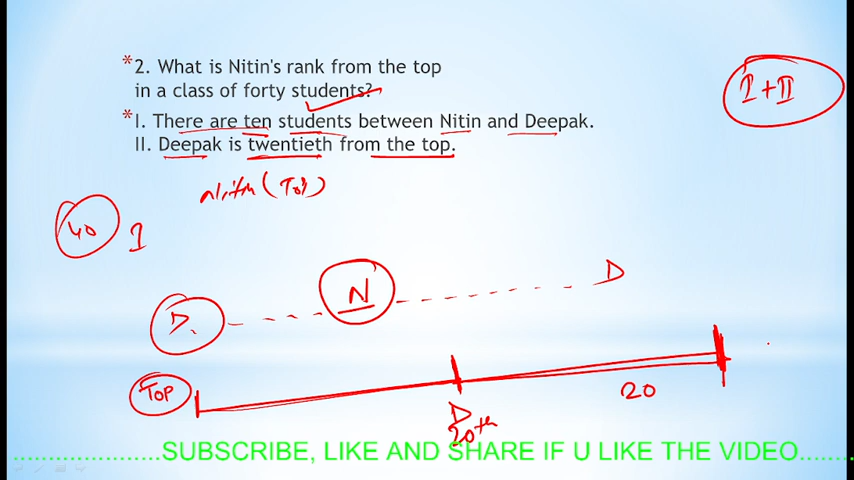 *2. What is Nitin's rank from the top
in a class of forty students?
*I. There are ten students between Nitin and Deepak.
II. Deepak is twentieth from the top.
I + II
nitin (Top)
40 I
D N D
TOP
D 20
20th
......................SUBSCRIBE, LIKE AND SHARE IF U LIKE THE VIDEO........